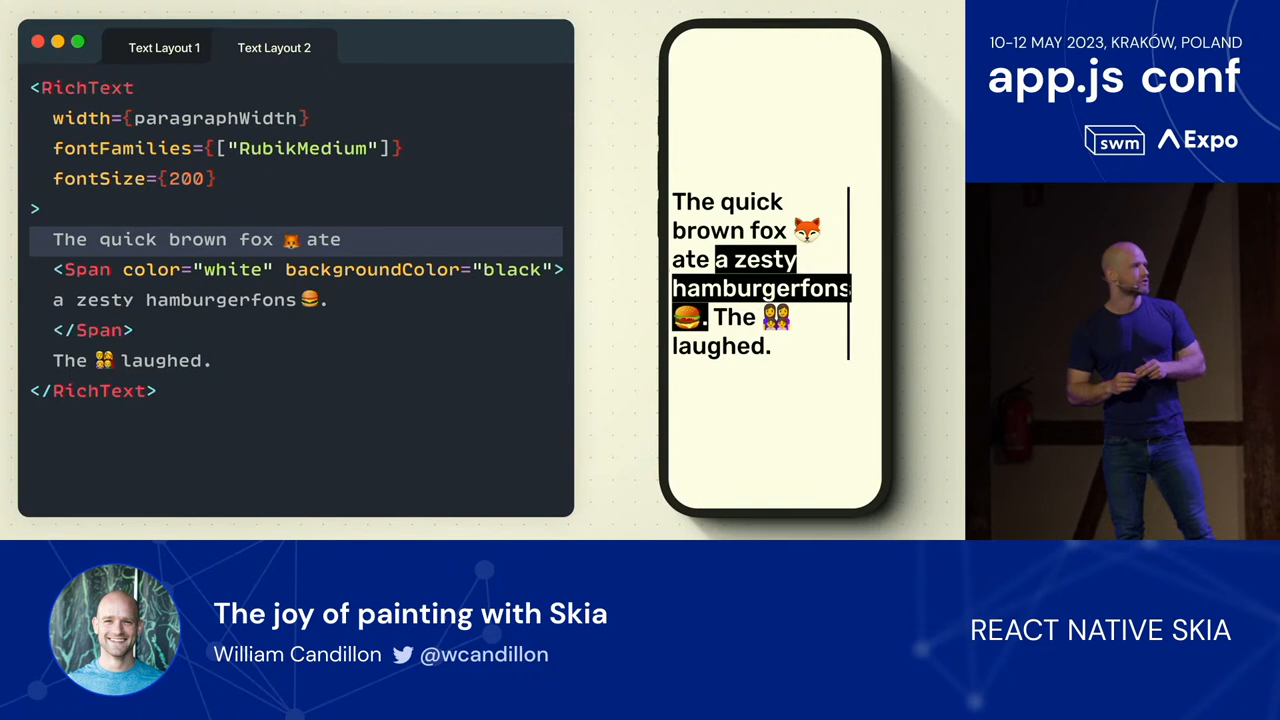 Text Layout 1
Text Layout 2
<RichText
width={paragraphWidth}
fontFamilies={["RubikMedium"]}
fontSize={200}
>
The quick brown fox 🦊 ate
<Span color="white" backgroundColor="black">
a zesty hamburgerfons🍔.
</Span>
The 👩‍👩‍👧‍👧 laughed.
</RichText>
The quick
brown fox 🦊
ate a zesty
hamburgerfons
🍔. The 👩‍👩‍👧‍👧
laughed.
10-12 MAY 2023, KRAKÓW, POLAND
app.js conf
swm
Expo
The joy of painting with Skia
William Candillon @wcandillon
REACT NATIVE SKIA